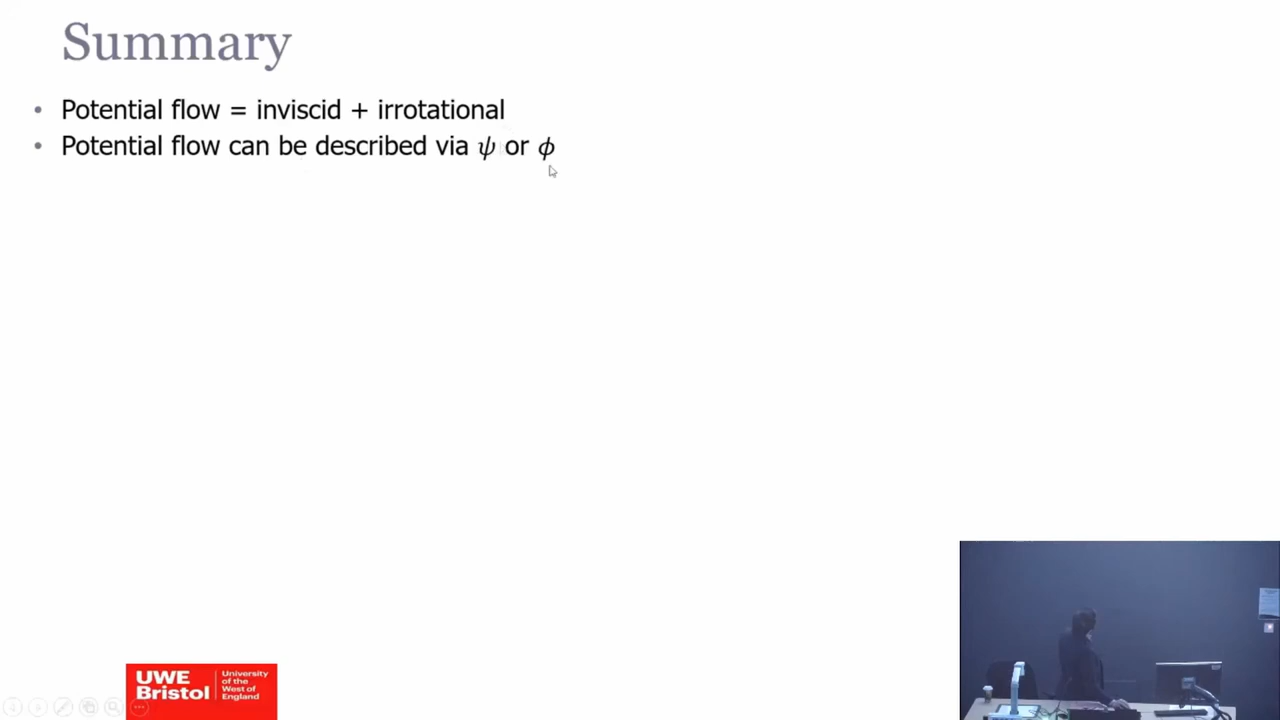 Summary
• Potential flow = inviscid + irrotational
• Potential flow can be described via ψ or ϕ
UWE Bristol
University of the West of England